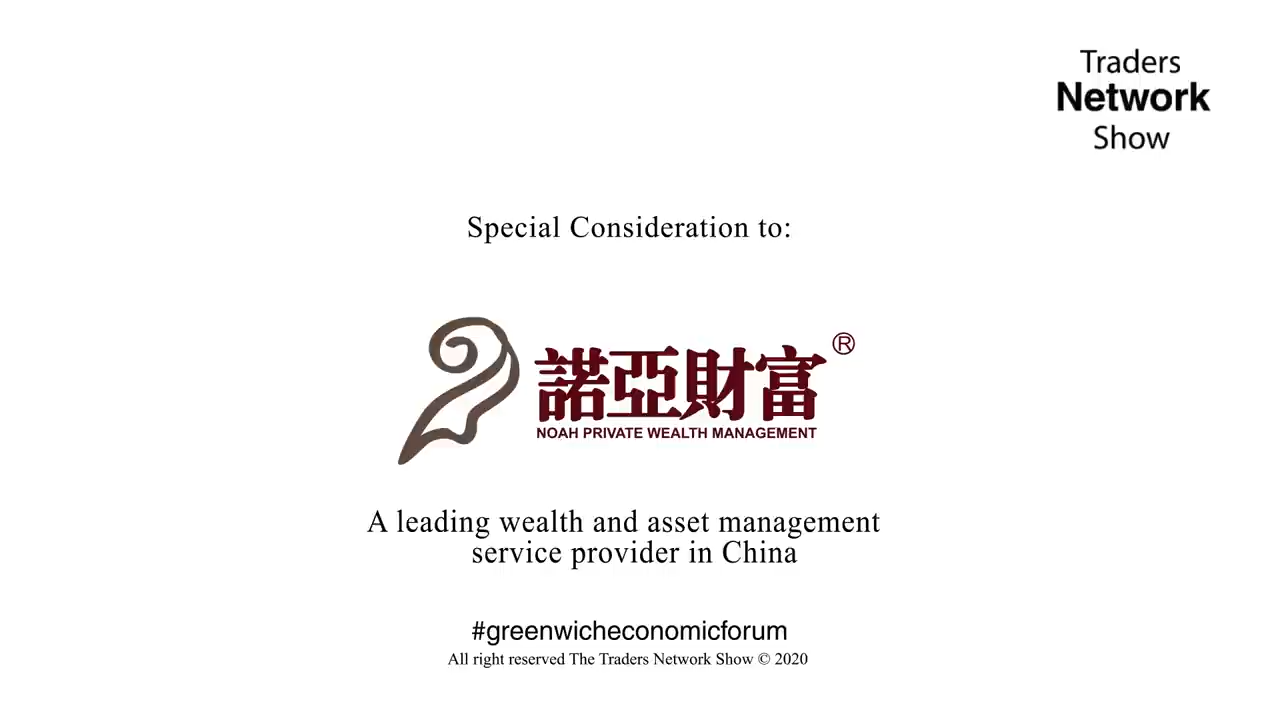 Traders
Network
Show
Special Consideration to:
諾亞財富®
NOAH PRIVATE WEALTH MANAGEMENT
A leading wealth and asset management
service provider in China
#greenwicheconomicforum
All right reserved The Traders Network Show © 2020